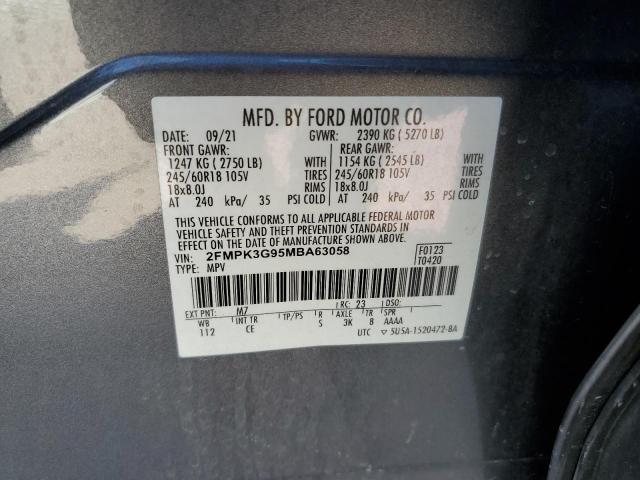 MFD. BY FORD MOTOR CO.
DATE: 09/21 GVWR: 2390 KG ( 5270 LB)
FRONT GAWR: REAR GAWR:
1247 KG ( 2750 LB) WITH 1154 KG ( 2545 LB) WITH
245/60R18 105V TIRES 245/60R18 105V TIRES
18x8.0J RIMS 18x8.0J RIMS
AT 240 kPa/ 35 PSI COLD AT 240 kPa/ 35 PSI COLD
THIS VEHICLE CONFORMS TO ALL APPLICABLE FEDERAL MOTOR
VEHICLE SAFETY AND THEFT PREVENTION STANDARDS IN
EFFECT ON THE DATE OF MANUFACTURE SHOWN ABOVE.
VIN: 2FMPK3G95MBA63058 F0123
TYPE: MPV T0420
EXT PNT: M7 RC: 23 DSO:
WB INT TR TP/PS R AXLE TR SPR
112 CE S 3K 8 AAAA
UTC ▽ 5U5A-1520472-BA